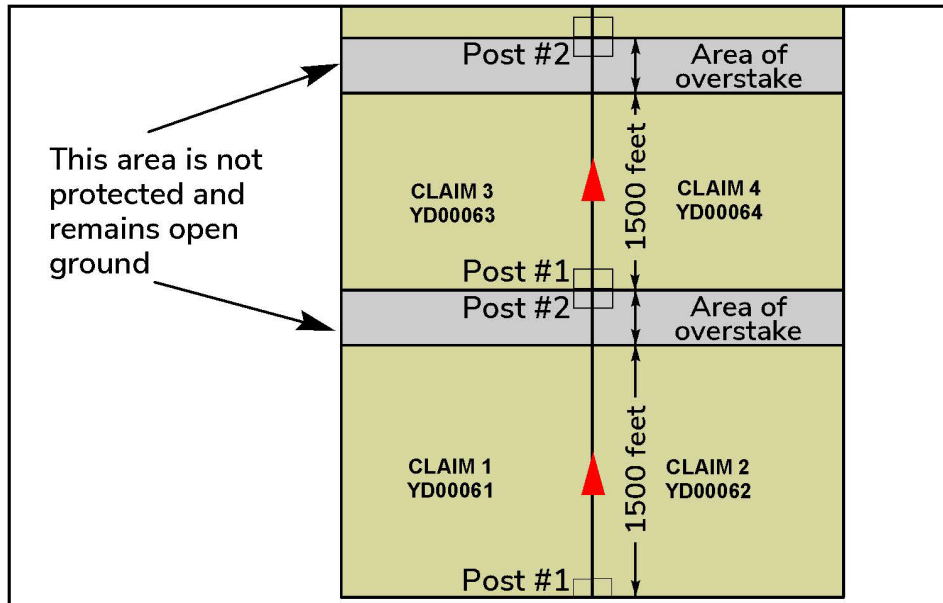 Post #2
Area of
overstake
This area is not
protected and
remains open
ground
CLAIM 3
YD00063
CLAIM 4
YD00064
1500 feet
Post #1
Post #2
Area of
overstake
CLAIM 1
YD00061
CLAIM 2
YD00062
1500 feet
Post #1